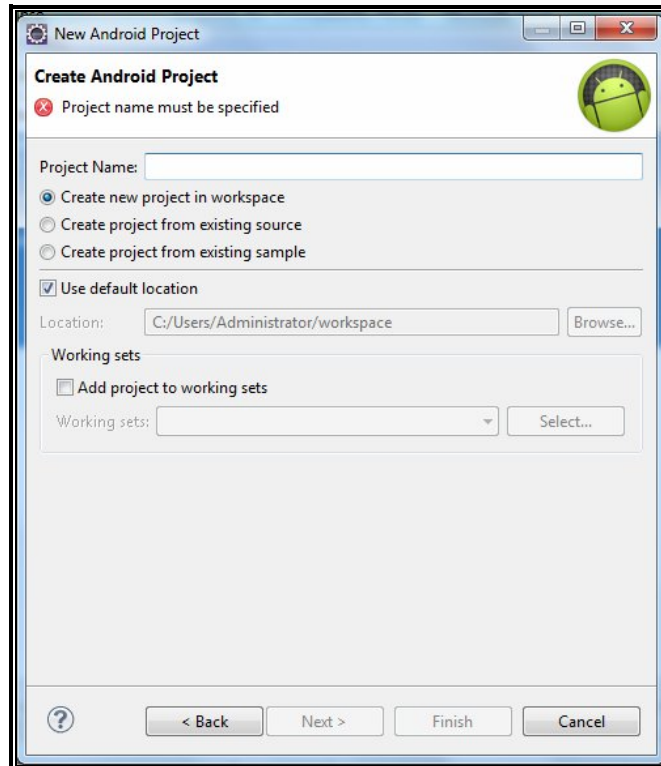 New Android Project
Create Android Project
Project name must be specified
Project Name:
Create new project in workspace
Create project from existing source
Create project from existing sample
Use default location
Location: C:/Users/Administrator/workspace Browse...
Working sets
Add project to working sets
Working sets: Select...
? < Back Next > Finish Cancel